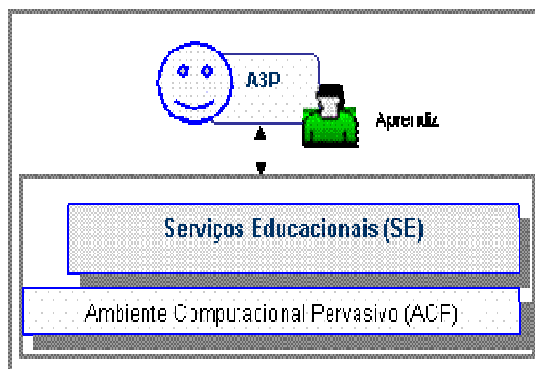 A3P
Aprendiz
Serviços Educacionais (SE)
Ambiente Computacional Pervasivo (ACP)